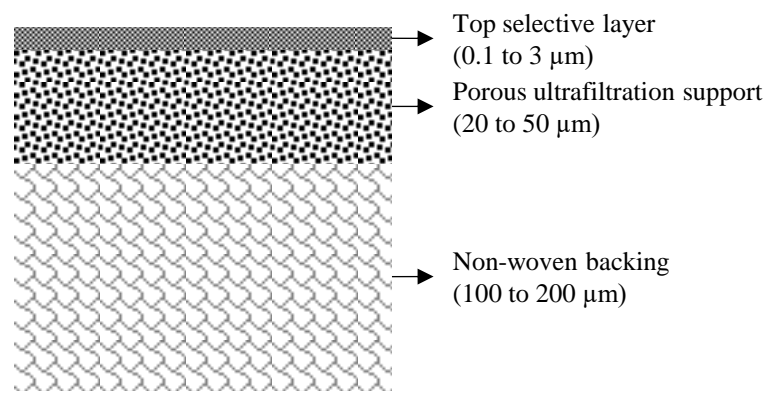 Top selective layer
(0.1 to 3 µm)
Porous ultrafiltration support
(20 to 50 µm)
Non-woven backing
(100 to 200 µm)